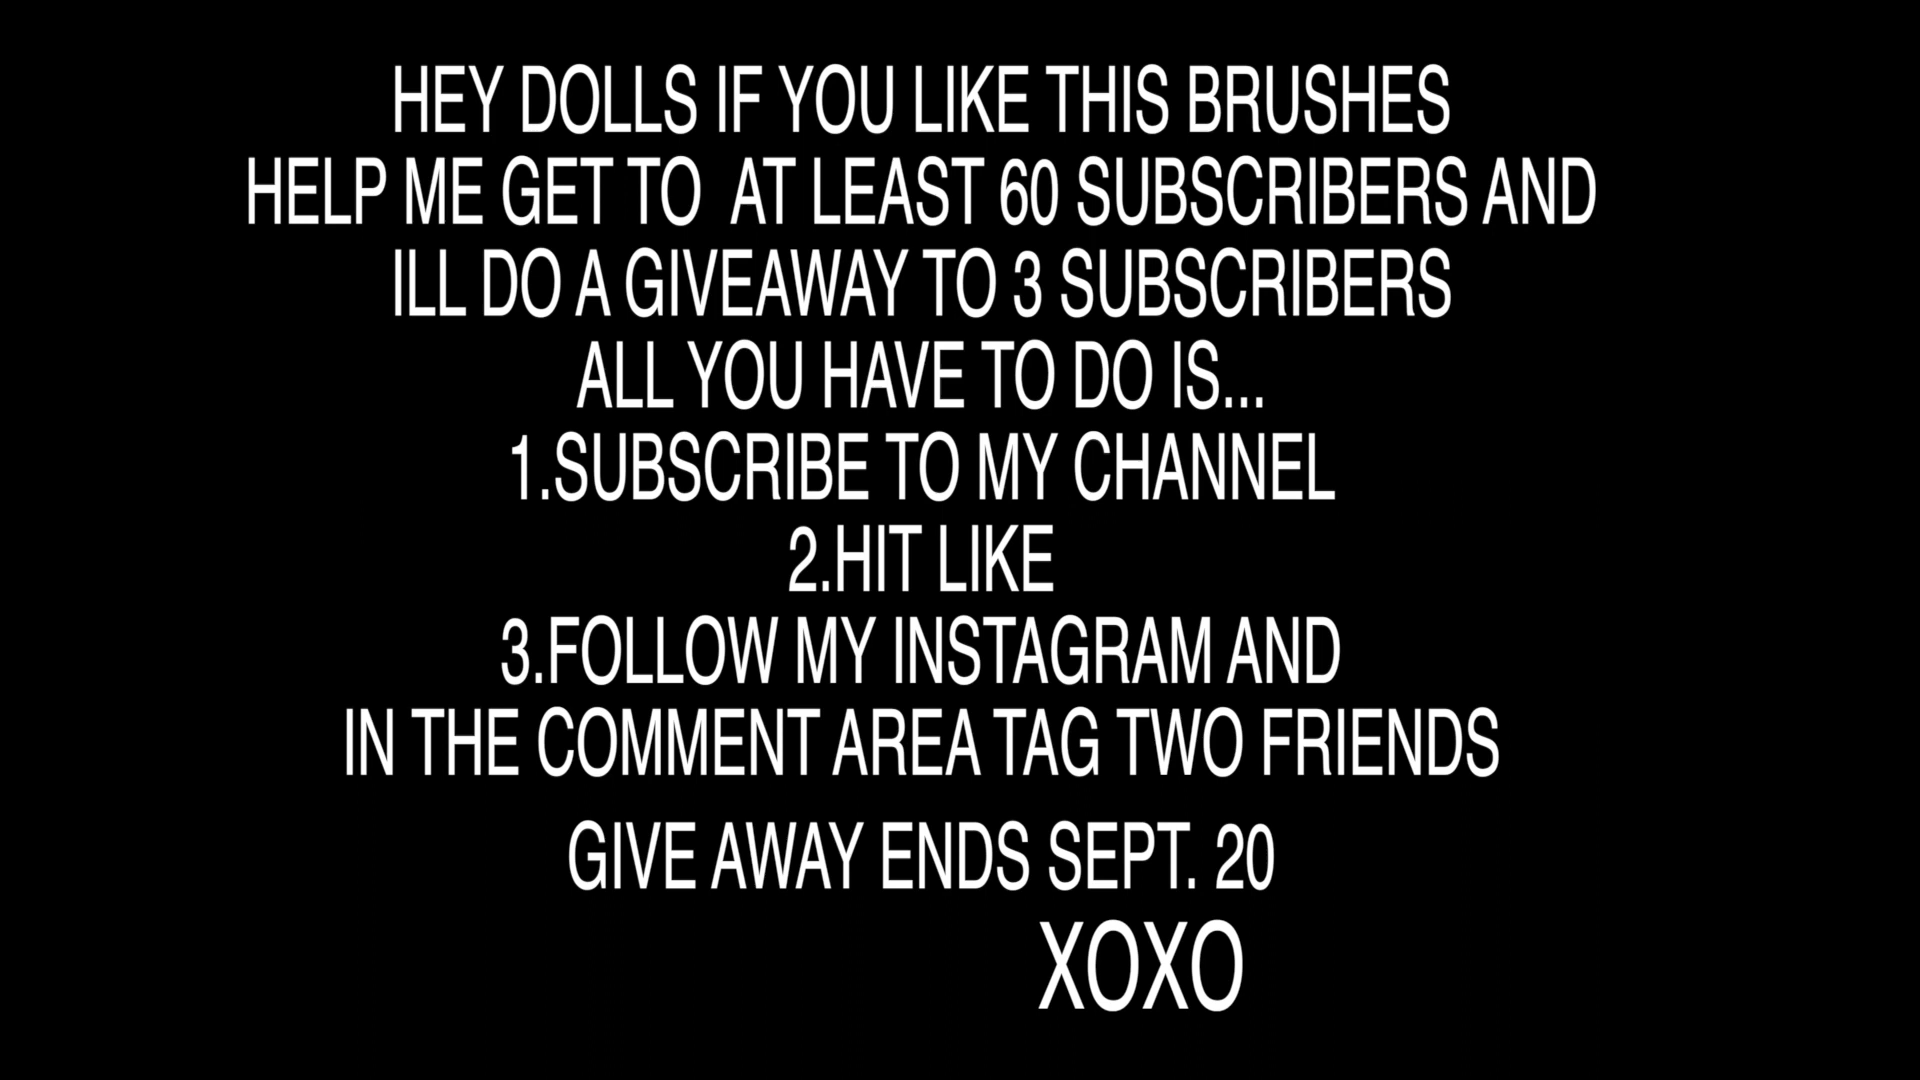 HEY DOLLS IF YOU LIKE THIS BRUSHES
HELP ME GET TO  AT LEAST 60 SUBSCRIBERS AND
ILL DO A GIVEAWAY TO 3 SUBSCRIBERS
ALL YOU HAVE TO DO IS...
1.SUBSCRIBE TO MY CHANNEL
2.HIT LIKE
3.FOLLOW MY INSTAGRAM AND
IN THE COMMENT AREA TAG TWO FRIENDS
GIVE AWAY ENDS SEPT. 20
XOXO